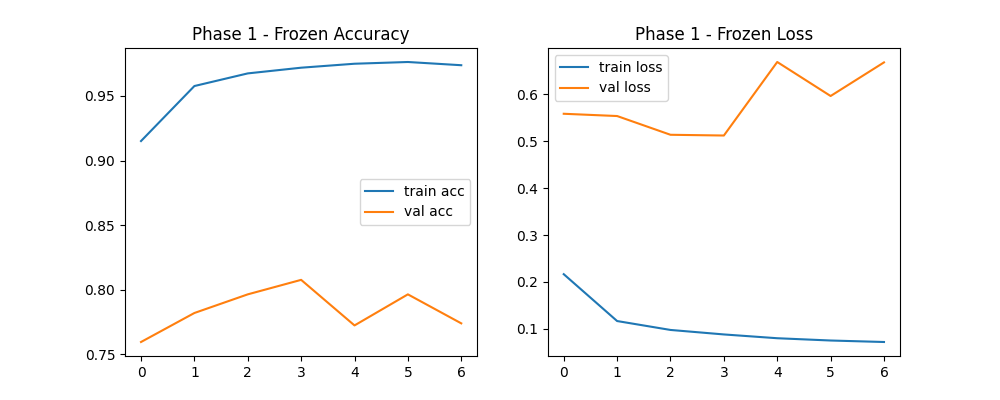 Phase 1 - Frozen Accuracy
0.95
0.90
0.85
0.80
0.75
train acc
val acc
0 1 2 3 4 5 6
Phase 1 - Frozen Loss
train loss
val loss
0.6
0.5
0.4
0.3
0.2
0.1
0 1 2 3 4 5 6